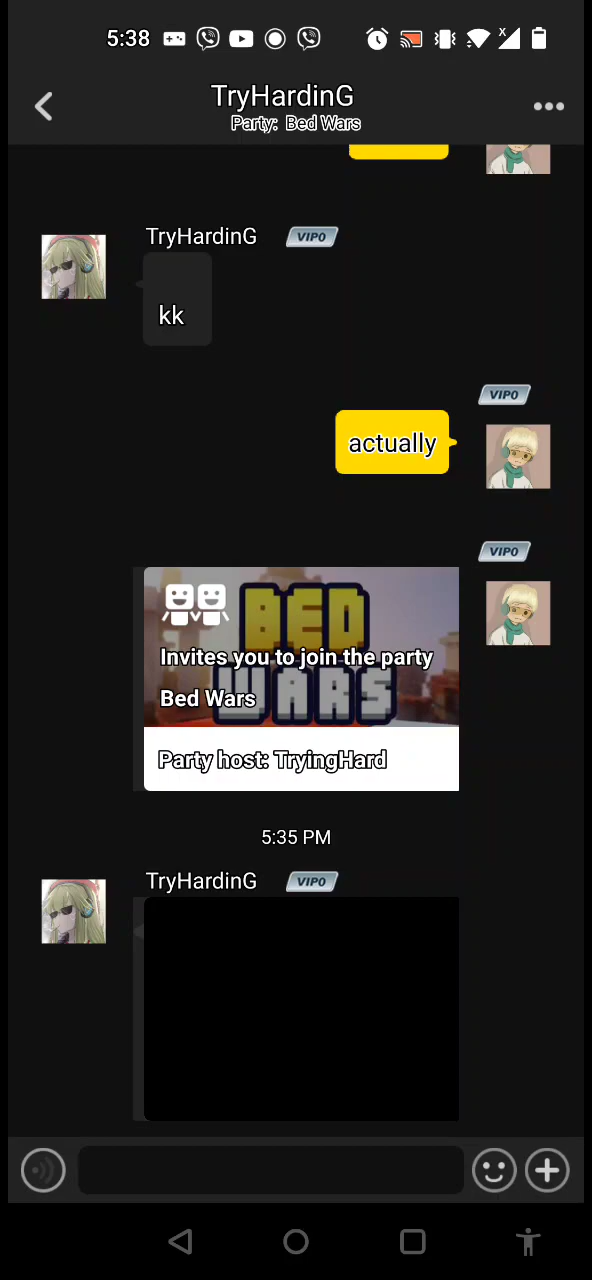 5:38
X
TryHardinG
Party: Bed Wars
TryHardinG VIP0
kk
VIP0
actually
VIP0
BED
WARS
Invites you to join the party
Bed Wars
Party host: TryingHard
5:35 PM
TryHardinG VIP0